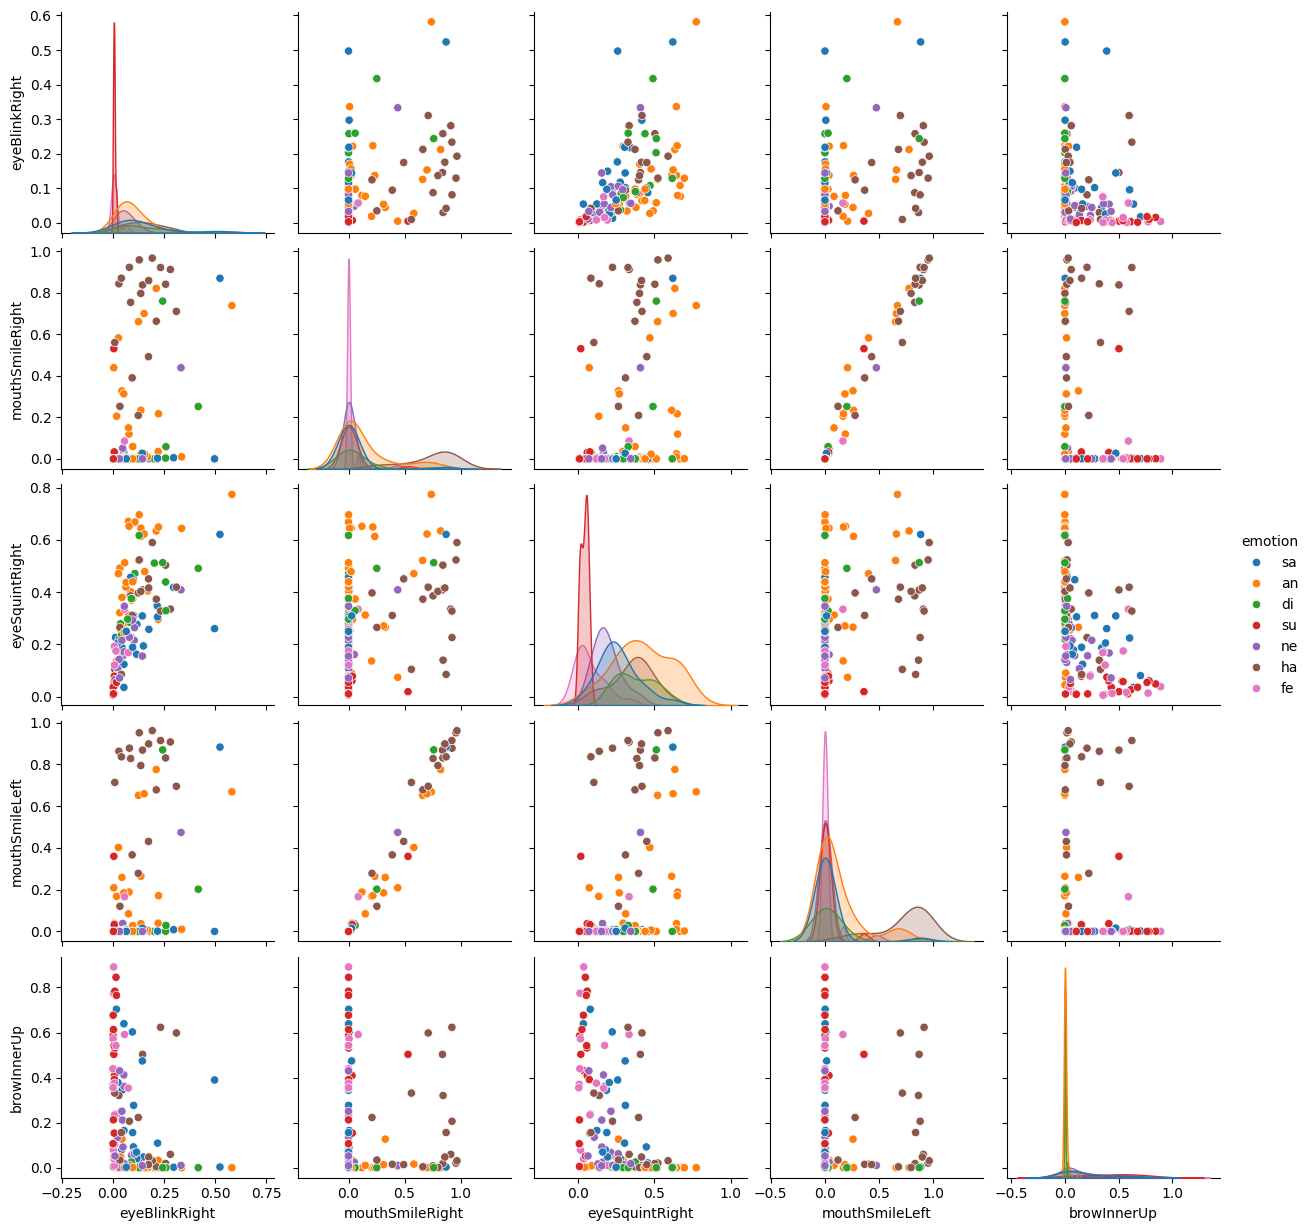 0.6
0.5
0.4
0.3
0.2
0.1
0.0
eyeBlinkRight
1.0
0.8
0.6
0.4
0.2
0.0
mouthSmileRight
0.8
0.6
0.4
0.2
0.0
eyeSquintRight
emotion
sa
an
di
su
ne
ha
fe
1.0
0.8
0.6
0.4
0.2
0.0
mouthSmileLeft
0.8
0.6
0.4
0.2
0.0
browInnerUp
−0.25 0.00 0.25 0.50 0.75
eyeBlinkRight
0.0 0.5 1.0
mouthSmileRight
0.0 0.5 1.0
eyeSquintRight
−0.5 0.0 0.5 1.0
mouthSmileLeft
−0.5 0.0 0.5 1.0
browInnerUp